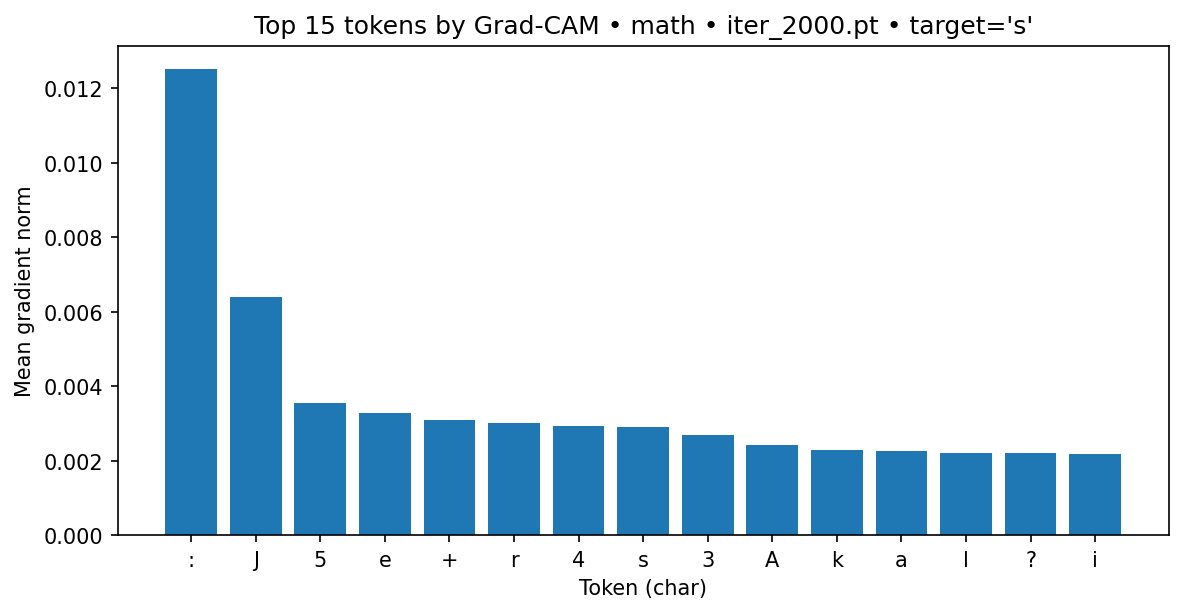 Top 15 tokens by Grad-CAM • math • iter_2000.pt • target='s'
0.012
0.010
0.008
0.006
0.004
0.002
0.000
Mean gradient norm
: J 5 e + r 4 s 3 A k a l ? i
Token (char)